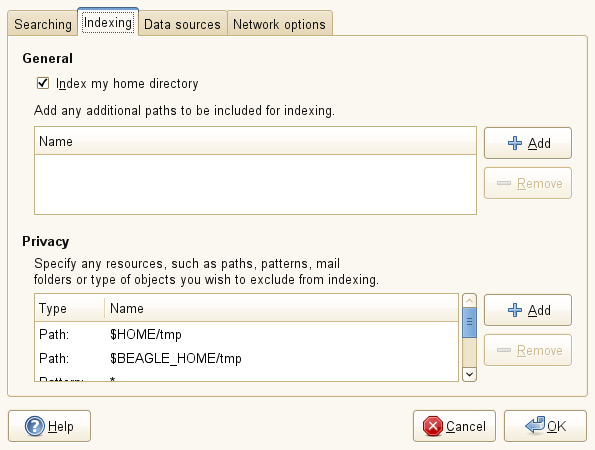 Searching Indexing Data sources Network options
General
Index my home directory
Add any additional paths to be included for indexing.
Name
Add
Remove
Privacy
Specify any resources, such as paths, patterns, mail
folders or type of objects you wish to exclude from indexing.
Type Name
Path: $HOME/tmp
Path: $BEAGLE_HOME/tmp
Pattern: *
Add
Remove
Help Cancel OK